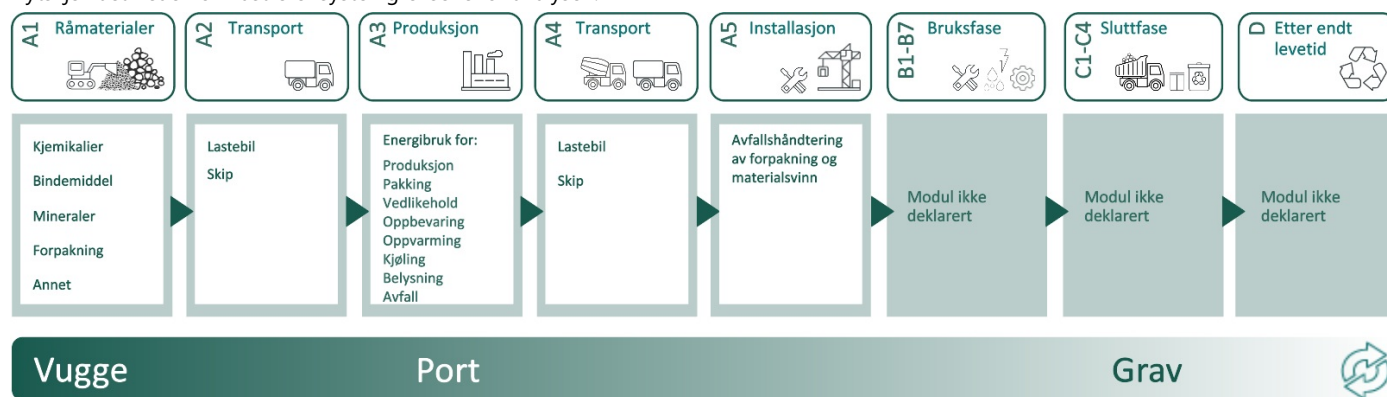 A1 Råmaterialer
A2 Transport
A3 Produksjon
A4 Transport
A5 Installasjon
B1-B7 Bruksfase
C1-C4 Sluttfase
D Etter endt
levetid
Kjemikalier
Bindemiddel
Mineraler
Forpakning
Annet
Lastebil
Skip
Energibruk for:
Produksjon
Pakking
Vedlikehold
Oppbevaring
Oppvarming
Kjøling
Belysning
Avfall
Lastebil
Skip
Avfallshåndtering
av forpakning og
materialsvinn
Modul ikke
deklarert
Modul ikke
deklarert
Modul ikke
deklarert
Vugge
Port
Grav